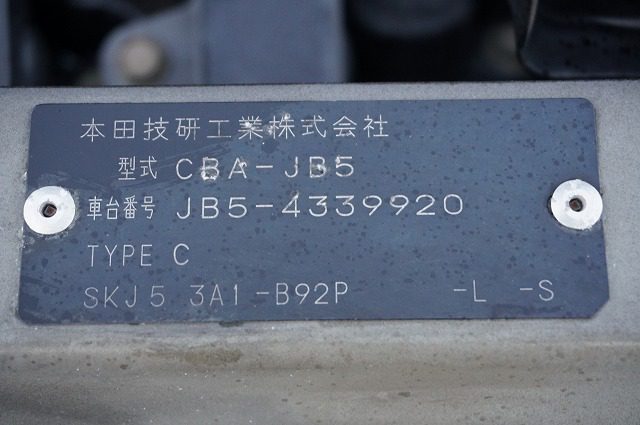 本田技研工業株式会社
型式 CBA-JB5
車台番号 JB5-4339920
TYPE C
SKJ5 3A1-B92P -L -S